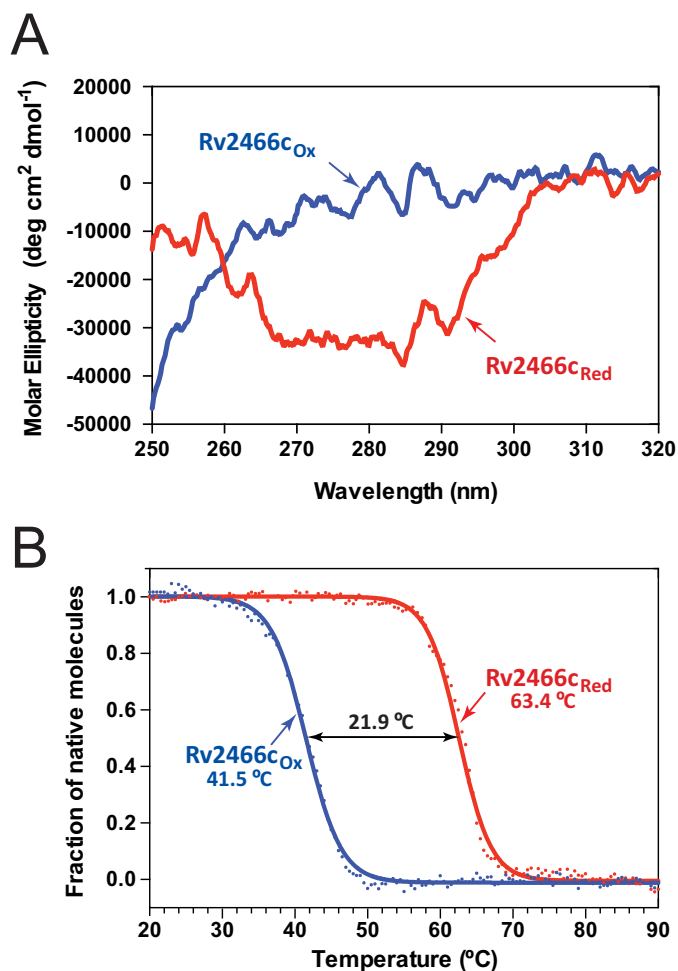 A
20000
10000
0
-10000
-20000
-30000
-40000
-50000
Molar Ellipticity (deg cm² dmol⁻¹)
Rv2466cOx
Rv2466cRed
250 260 270 280 290 300 310 320
Wavelength (nm)
B
1.0
0.8
0.6
0.4
0.2
0.0
Fraction of native molecules
Rv2466cRed
63.4 ºC
21.9 ºC
Rv2466cOx
41.5 ºC
20 30 40 50 60 70 80 90
Temperature (ºC)